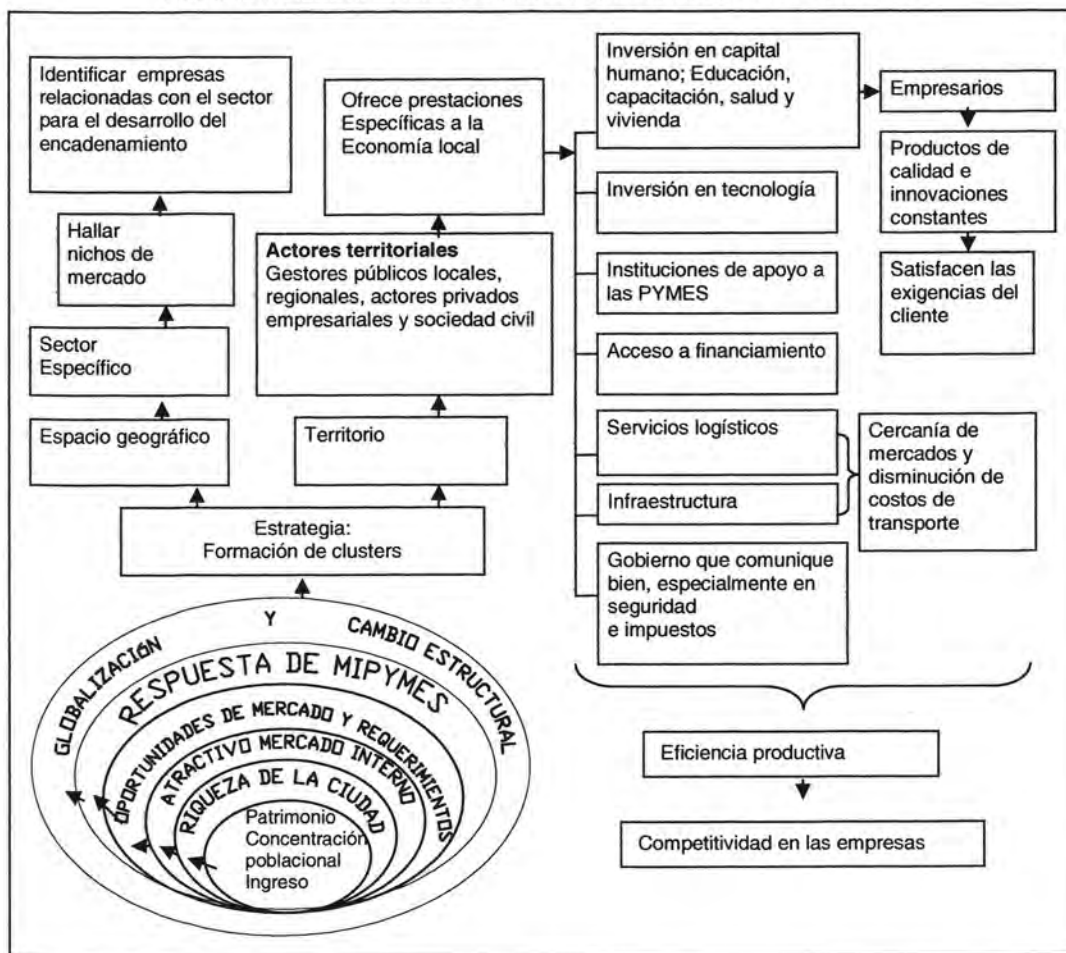 Identificar empresas
relacionadas con el sector
para el desarrollo del
encadenamiento
Hallar
nichos de
mercado
Sector
Específico
Espacio geográfico
Ofrece prestaciones
Específicas a la
Economía local
Actores territoriales
Gestores públicos locales,
regionales, actores privados
empresariales y sociedad civil
Territorio
Estrategia:
Formación de clusters
GLOBALIZACIÓN Y CAMBIO ESTRUCTURAL
RESPUESTA DE MIPYMES
OPORTUNIDADES DE MERCADO Y REQUERIMIENTOS
ATRACTIVO MERCADO INTERNO
RIQUEZA DE LA CIUDAD
Patrimonio
Concentración
poblacional
Ingreso
Inversión en capital
humano; Educación,
capacitación, salud y
vivienda
Inversión en tecnología
Instituciones de apoyo a
las PYMES
Acceso a financiamiento
Servicios logísticos
Infraestructura
Gobierno que comunique
bien, especialmente en
seguridad
e impuestos
Empresarios
Productos de
calidad e
innovaciones
constantes
Satisfacen las
exigencias del
cliente
Cercanía de
mercados y
disminución de
costos de
transporte
Eficiencia productiva
Competitividad en las empresas